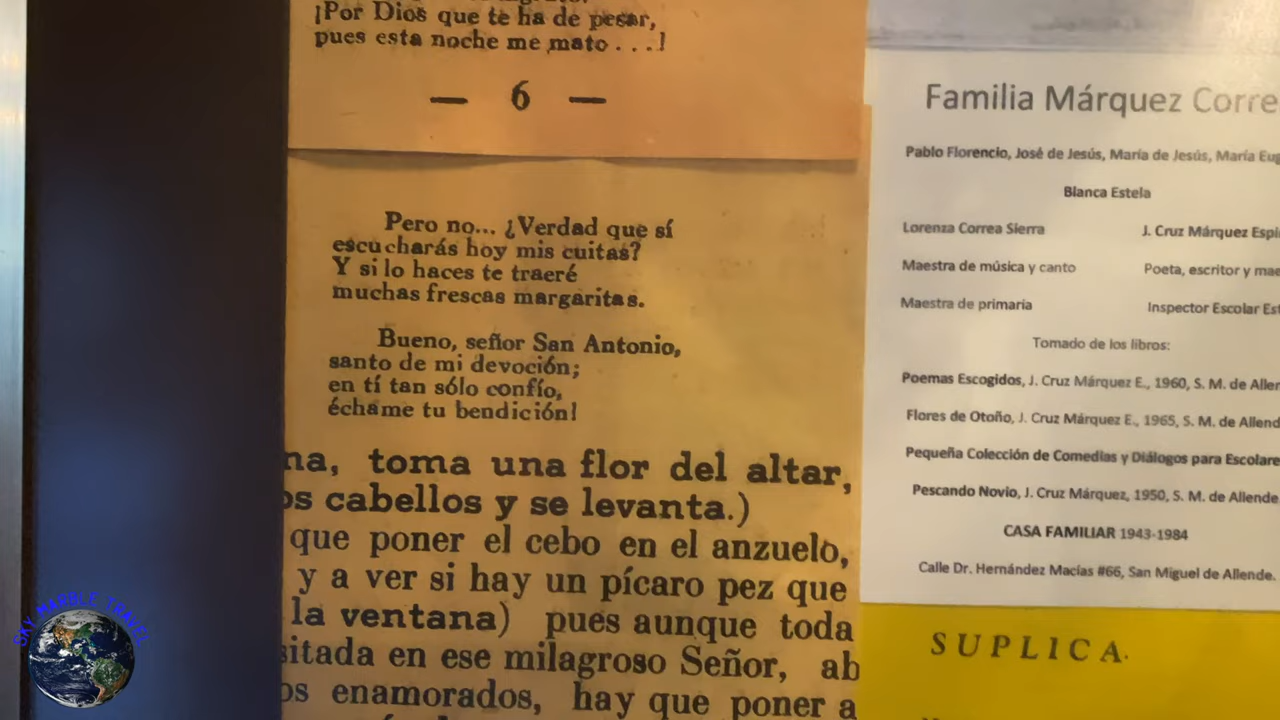 ¡Por Dios que te ha de pesar,
pues esta noche me mato . . . !
— 6 —
Pero no... ¿Verdad que sí
escucharás hoy mis cuitas?
Y si lo haces te traeré
muchas frescas margaritas.
Bueno, señor San Antonio,
santo de mi devoción;
en tí tan sólo confío,
échame tu bendición!
na, toma una flor del altar,
os cabellos y se levanta.)
que poner el cebo en el anzuelo,
y a ver si hay un pícaro pez que
la ventana) pues aunque toda
sitada en ese milagroso Señor, ab
os enamorados, hay que poner a
Familia Márquez Corre
Pablo Florencio, José de Jesús, María de Jesús, María Eug
Blanca Estela
Lorenza Correa Sierra J. Cruz Márquez Espi
Maestra de música y canto Poeta, escritor y mae
Maestra de primaria Inspector Escolar Est
Tomado de los libros:
Poemas Escogidos, J. Cruz Márquez E., 1960, S. M. de Allen
Flores de Otoño, J. Cruz Márquez E., 1965, S. M. de Allend
Pequeña Colección de Comedias y Diálogos para Escolare
Pescando Novio, J. Cruz Márquez, 1950, S. M. de Allende
CASA FAMILIAR 1943-1984
Calle Dr. Hernández Macías #66, San Miguel de Allende.
SUPLICA.
SKY MARBLE TRAVEL